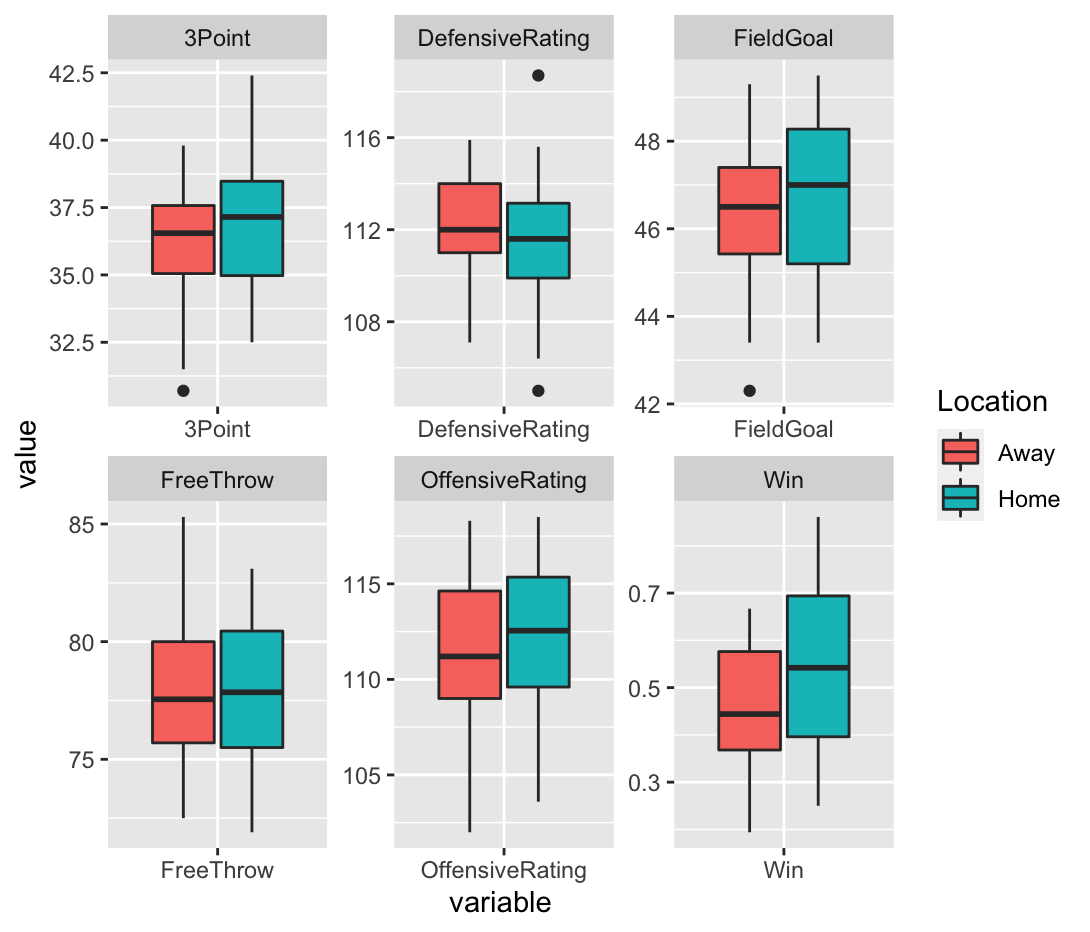 3Point
DefensiveRating
FieldGoal
42.5
40.0
37.5
35.0
32.5
116
112
108
48
46
44
42
3Point
DefensiveRating
FieldGoal
value
FreeThrow
OffensiveRating
Win
85
80
75
115
110
105
0.7
0.5
0.3
FreeThrow
OffensiveRating
Win
variable
Location
Away
Home